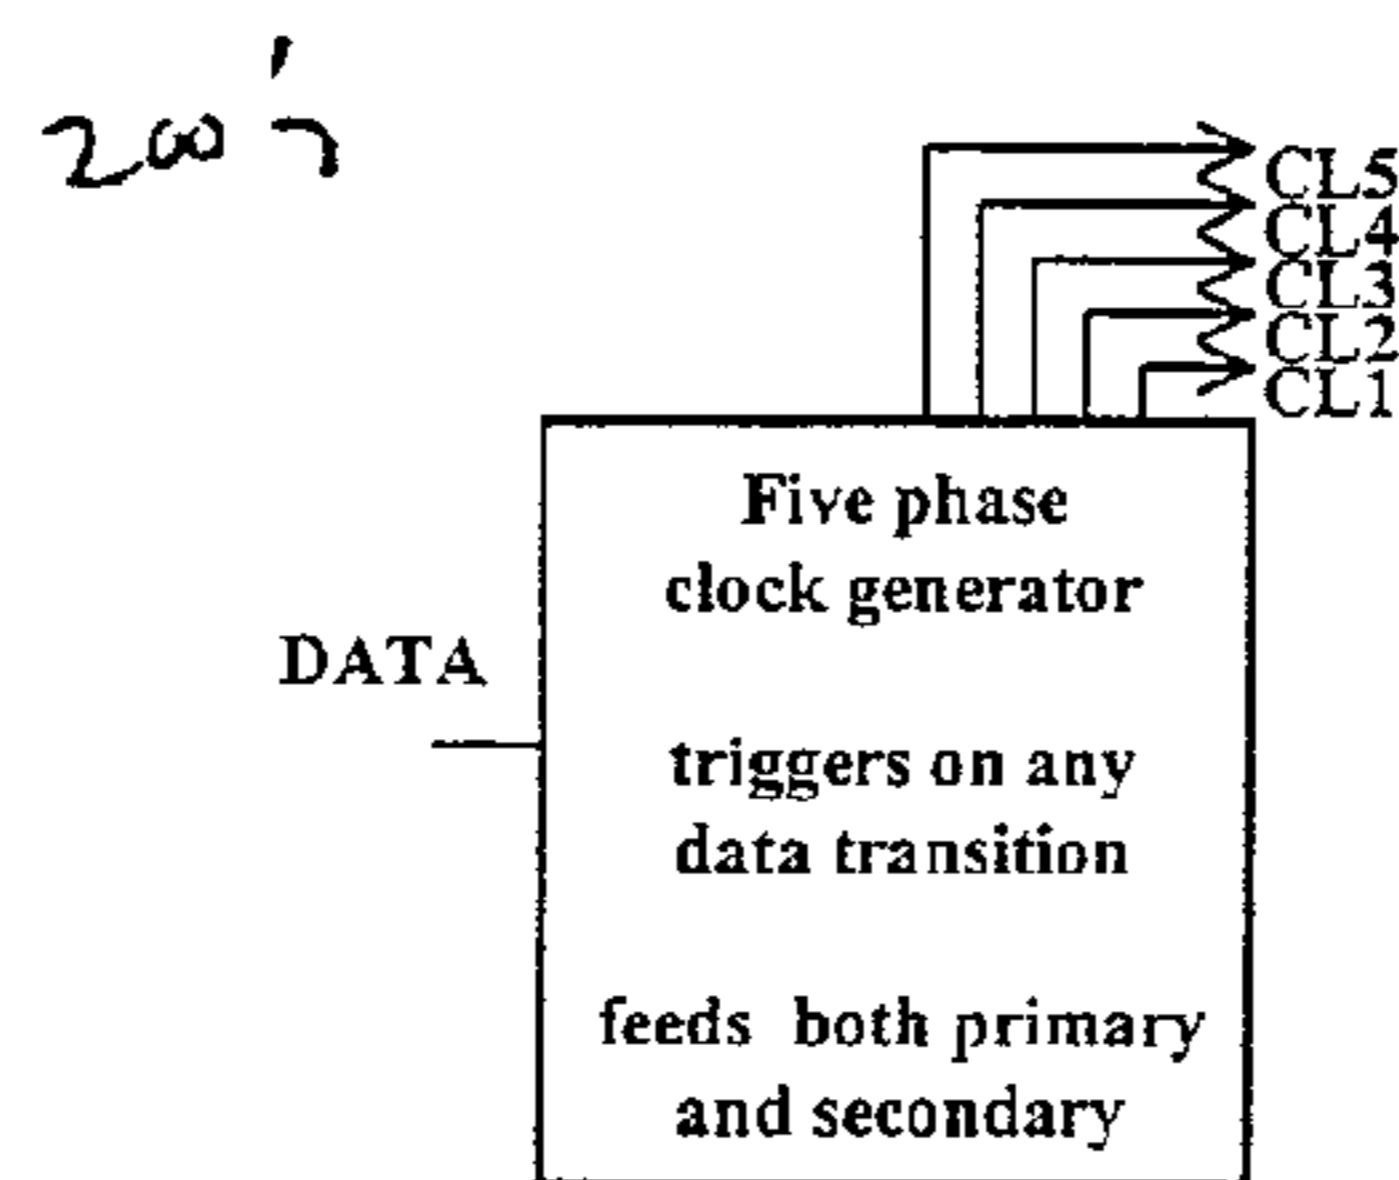 CL5
CL4
CL3
CL2
CL1
Five phase
clock generator
DATA
triggers on any
data transition
feeds both primary
and secondary